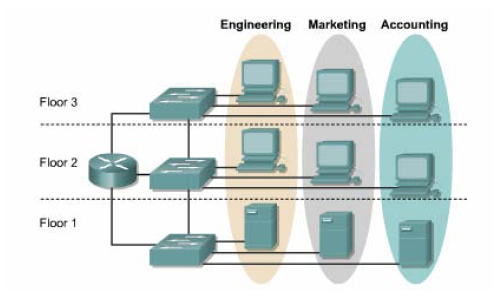 Engineering Marketing Accounting
Floor 3
Floor 2
Floor 1